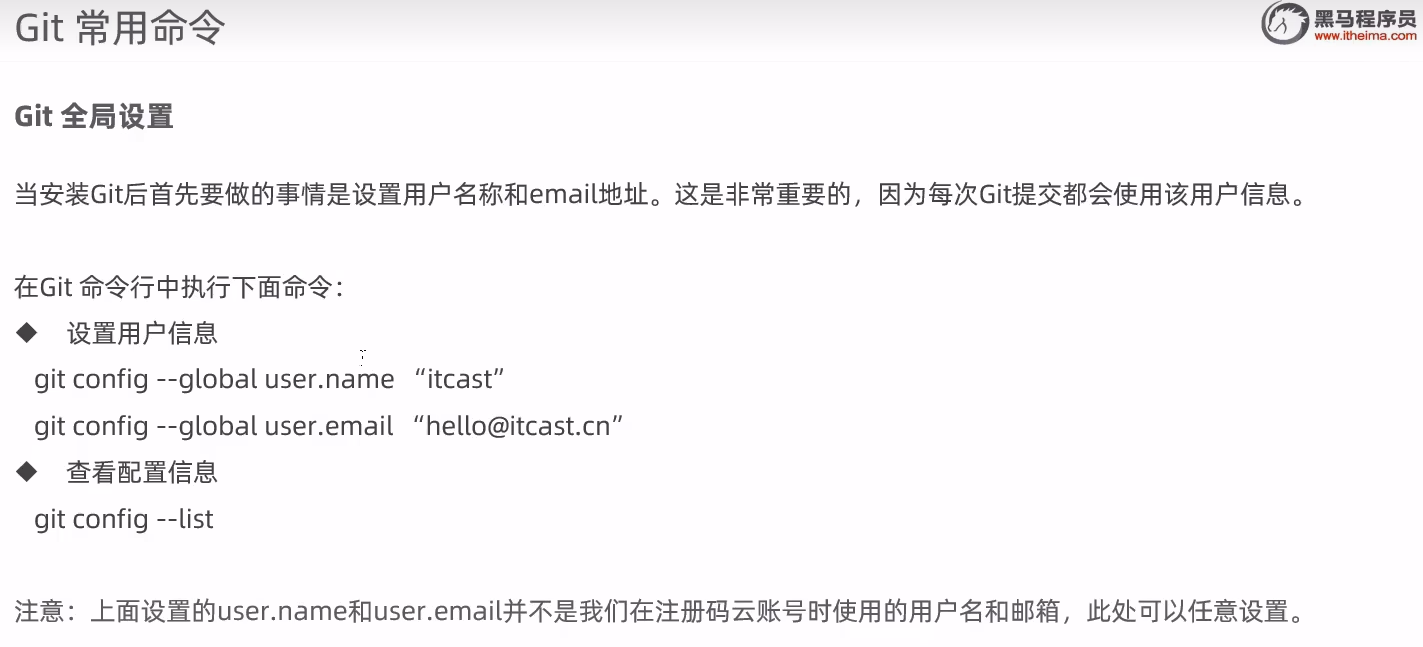 Git 常用命令
黑马程序员
www.itheima.com
Git 全局设置
当安装Git后首先要做的事情是设置用户名称和email地址。这是非常重要的，因为每次Git提交都会使用该用户信息。
在Git 命令行中执行下面命令：
◆ 设置用户信息
git config --global user.name “itcast”
git config --global user.email “hello@itcast.cn”
◆ 查看配置信息
git config --list
注意：上面设置的user.name和user.email并不是我们在注册码云账号时使用的用户名和邮箱，此处可以任意设置。